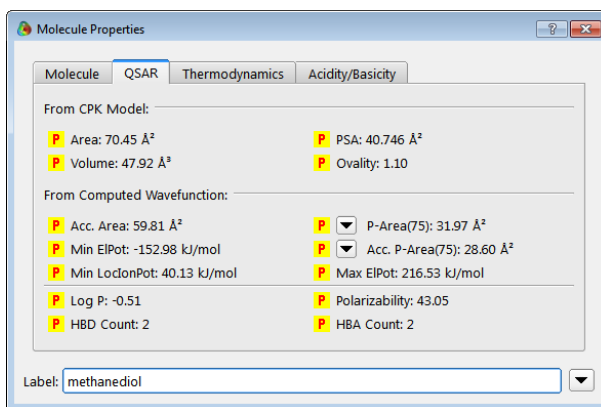 Molecule Properties
Molecule QSAR Thermodynamics Acidity/Basicity
From CPK Model:
P Area: 70.45 Å² P PSA: 40.746 Å²
P Volume: 47.92 Å³ P Ovality: 1.10
From Computed Wavefunction:
P Acc. Area: 59.81 Å² P P-Area(75): 31.97 Å²
P Min ElPot: -152.98 kJ/mol P Acc. P-Area(75): 28.60 Å²
P Min LocIonPot: 40.13 kJ/mol P Max ElPot: 216.53 kJ/mol
P Log P: -0.51 P Polarizability: 43.05
P HBD Count: 2 P HBA Count: 2
Label: methanediol